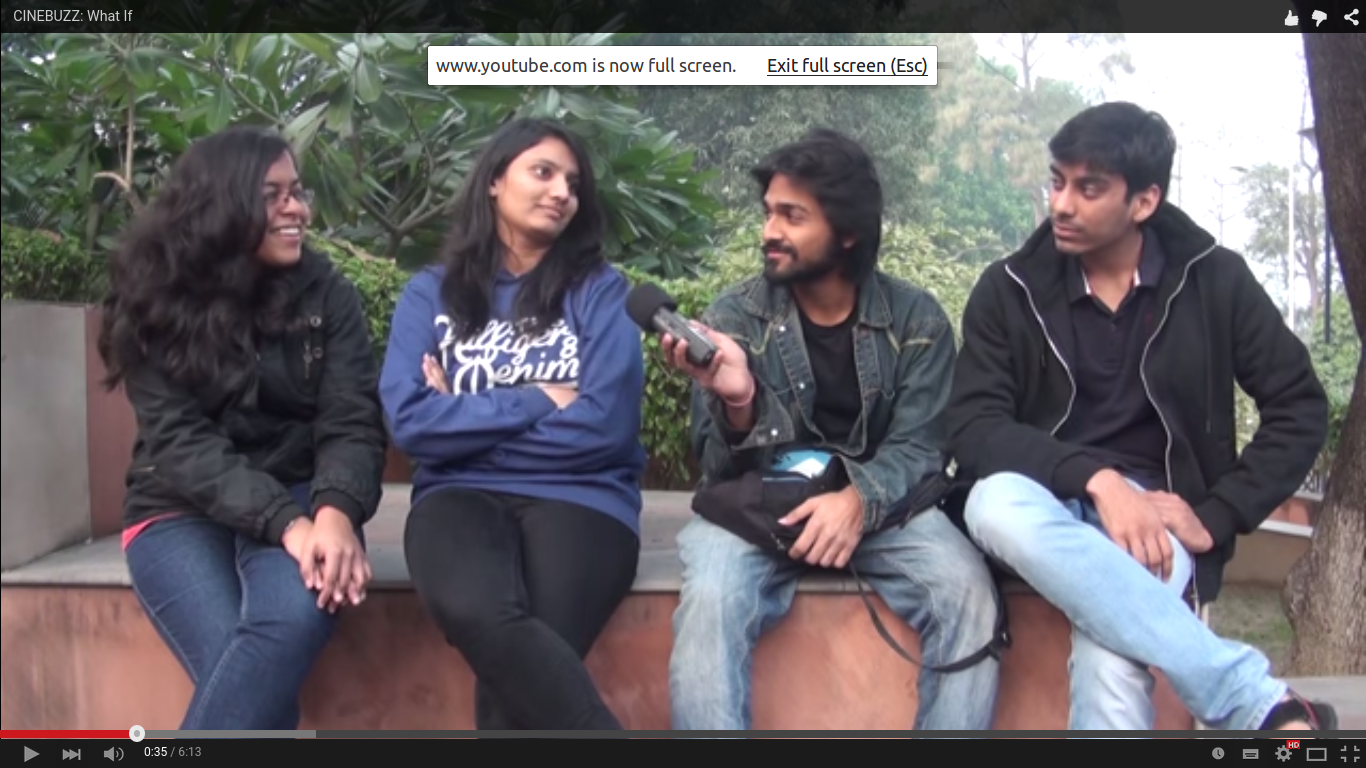 CINEBUZZ: What If
www.youtube.com is now full screen. Exit full screen (Esc)
Hilfiger
Denim
0:35 / 6:13
HD